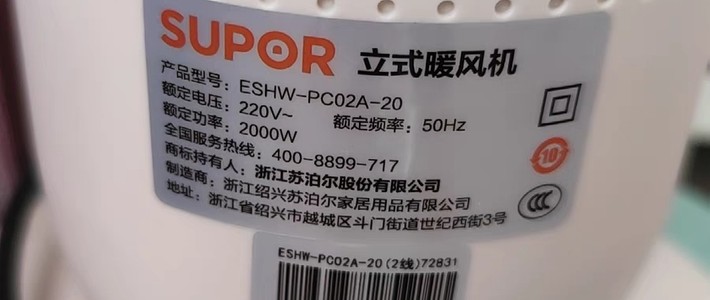 SUPOR 立式暖风机
产品型号：ESHW-PC02A-20
额定电压：220V~ 额定频率：50Hz
额定功率：2000W
全国服务热线：400-8899-717
商标持有人：浙江苏泊尔股份有限公司
制造商：浙江绍兴苏泊尔家居用品有限公司
地址：浙江省绍兴市越城区斗门街道世纪西街3号
10
CCC
ESHW-PC02A-20(2线)72831